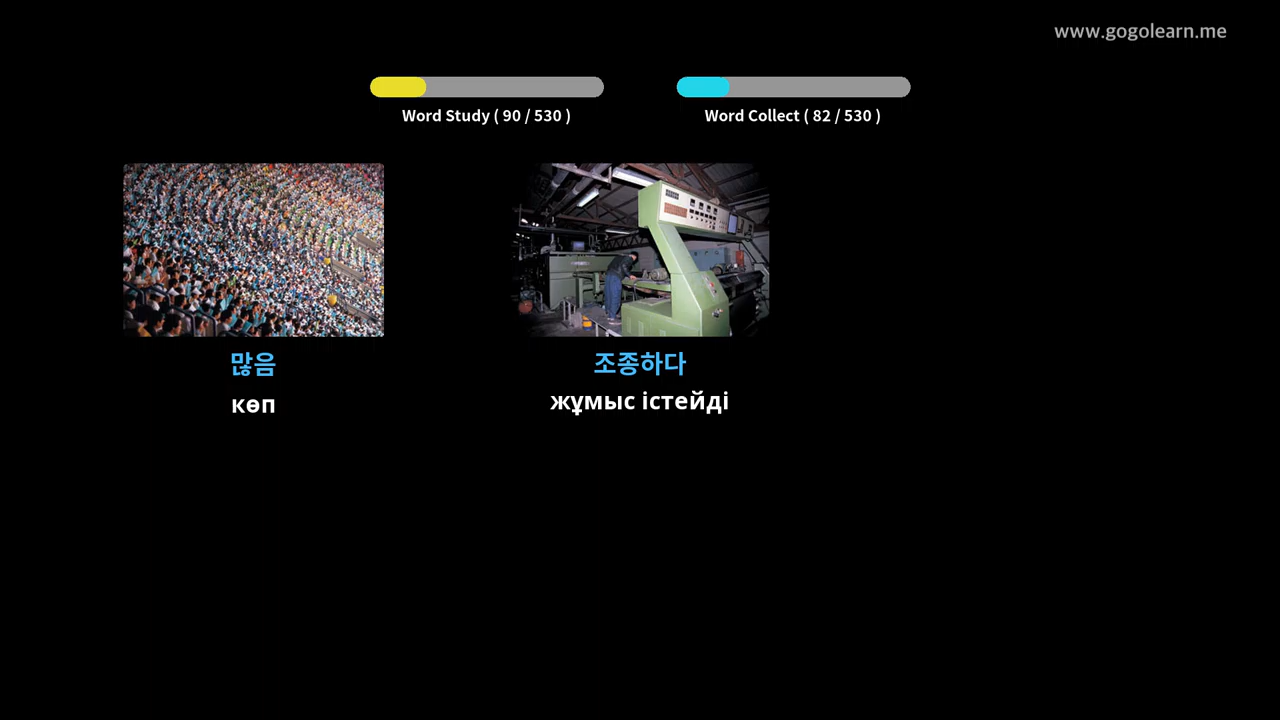 www.gogolearn.me
Word Study ( 90 / 530 )
Word Collect ( 82 / 530 )
많음
көп
조종하다
жұмыс істейді